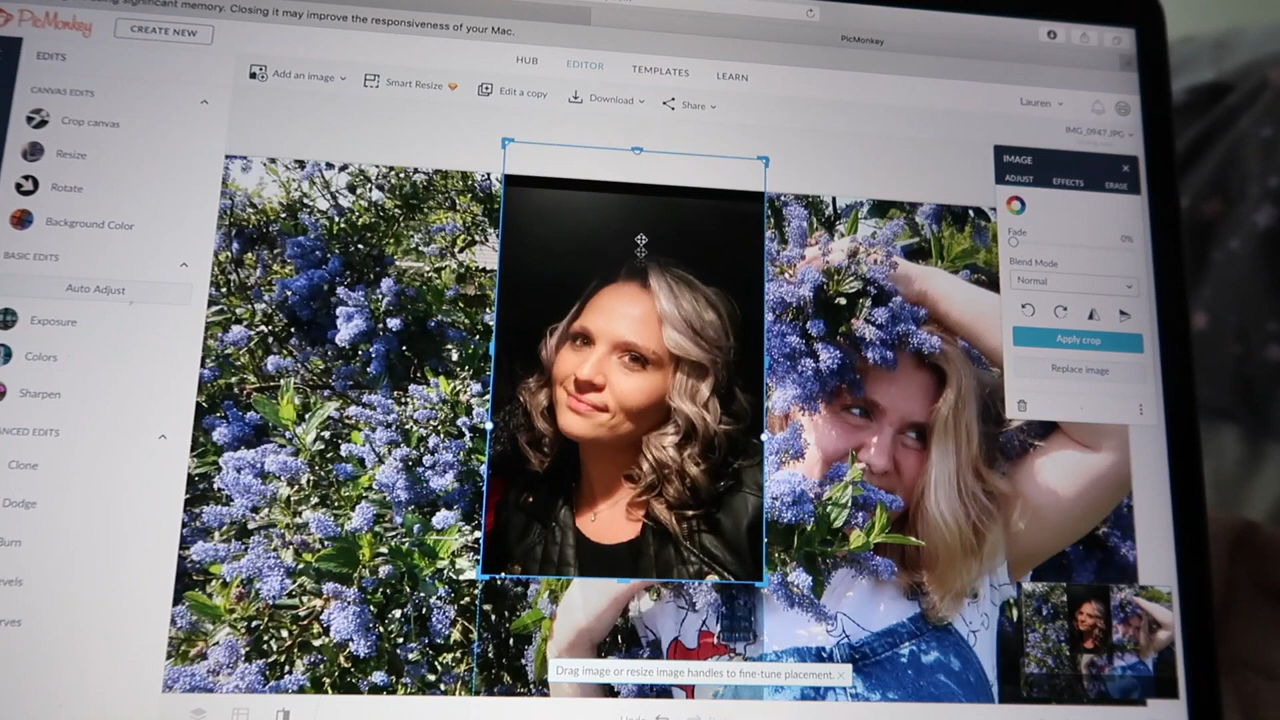 significant memory. Closing it may improve the responsiveness of your Mac.
PicMonkey
PicMonkey
CREATE NEW
HUB
EDITOR
TEMPLATES
LEARN
Add an image
Smart Resize
Edit a copy
Download
Share
Lauren
IMG_0947.JPG
EDITS
CANVAS EDITS
Crop canvas
Resize
Rotate
Background Color
BASIC EDITS
Auto Adjust
Exposure
Colors
Sharpen
ANCED EDITS
Clone
Dodge
Burn
evels
rves
IMAGE
ADJUST
EFFECTS
ERASE
Fade
0%
Blend Mode
Normal
Apply crop
Replace image
Drag image or resize image handles to fine-tune placement.
Undo